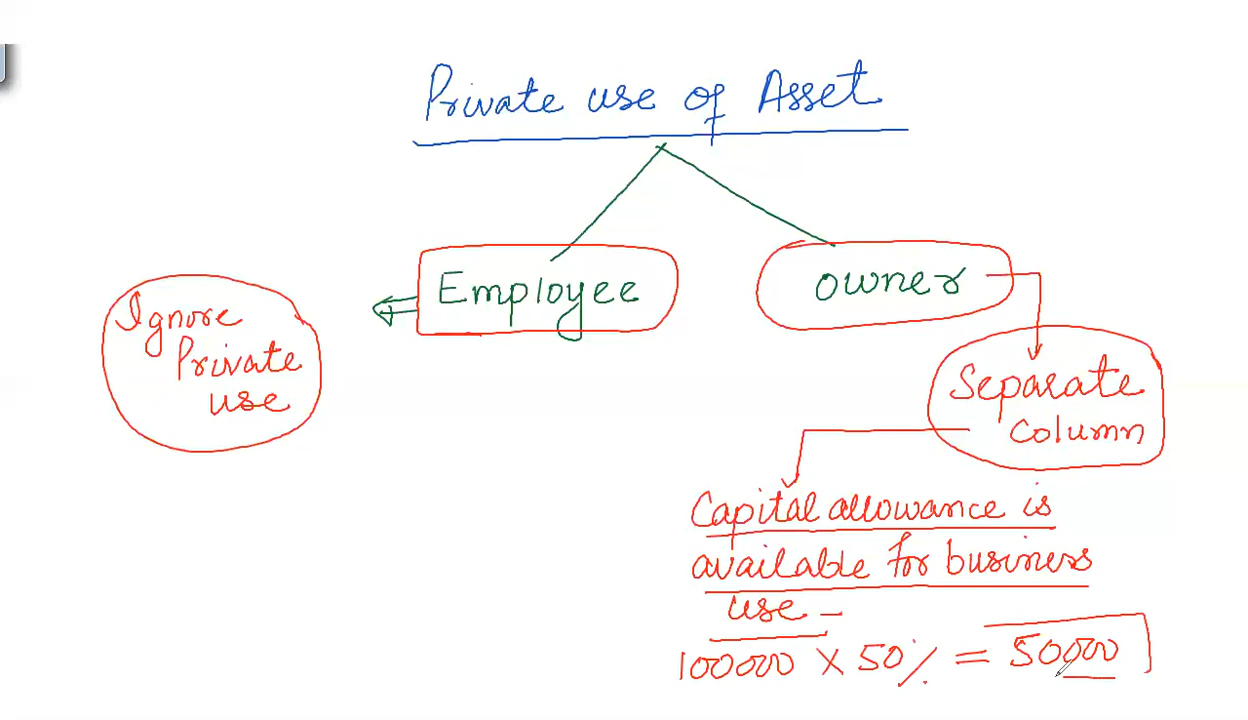 Private use of Asset
Employee
owner
Ignore
Private
use
Separate
column
Capital allowance is
available for business
use -
100000 x 50% = 50000